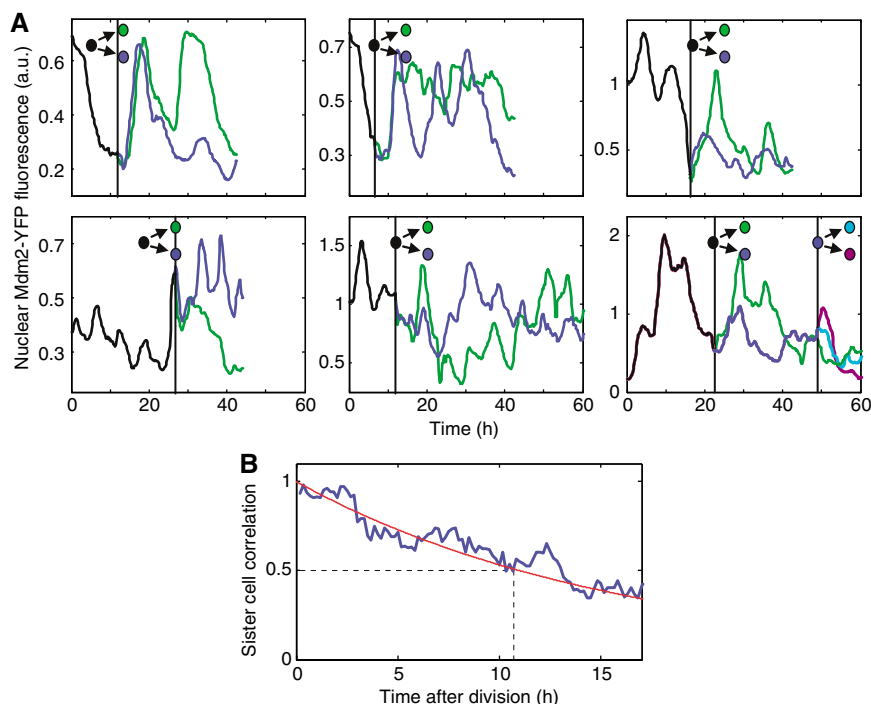 A
Nuclear Mdm2-YFP fluorescence (a.u.)
0.6
0.4
0.2
0.7
0.5
0.3
1
0.5
0.7
0.5
0.3
0 20 40 60
1.5
1
0.5
0 20 40 60
2
1
0
0 20 40 60
Time (h)
B
Sister cell correlation
1
0.5
0
0 5 10 15
Time after division (h)